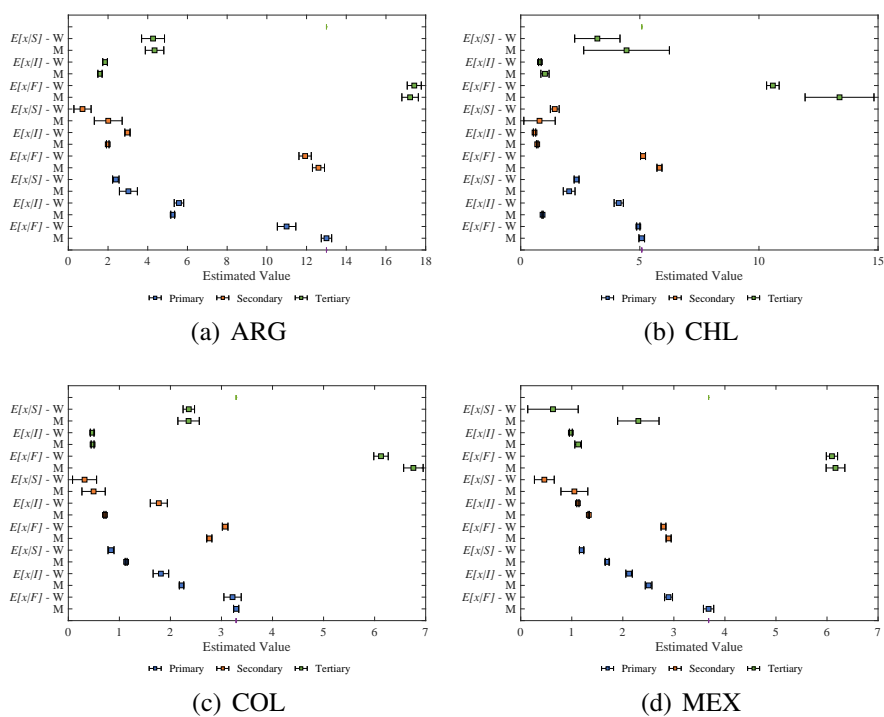 E[x/S] - W
M
E[x/I] - W
M
E[x/F] - W
M
E[x/S] - W
M
E[x/I] - W
M
E[x/F] - W
M
E[x/S] - W
M
E[x/I] - W
M
E[x/F] - W
M
0 2 4 6 8 10 12 14 16 18
Estimated Value
Primary Secondary Tertiary
(a) ARG
E[x/S] - W
M
E[x/I] - W
M
E[x/F] - W
M
E[x/S] - W
M
E[x/I] - W
M
E[x/F] - W
M
E[x/S] - W
M
E[x/I] - W
M
E[x/F] - W
M
0 5 10 15
Estimated Value
Primary Secondary Tertiary
(b) CHL
E[x/S] - W
M
E[x/I] - W
M
E[x/F] - W
M
E[x/S] - W
M
E[x/I] - W
M
E[x/F] - W
M
E[x/S] - W
M
E[x/I] - W
M
E[x/F] - W
M
0 1 2 3 4 5 6 7
Estimated Value
Primary Secondary Tertiary
(c) COL
E[x/S] - W
M
E[x/I] - W
M
E[x/F] - W
M
E[x/S] - W
M
E[x/I] - W
M
E[x/F] - W
M
E[x/S] - W
M
E[x/I] - W
M
E[x/F] - W
M
0 1 2 3 4 5 6 7
Estimated Value
Primary Secondary Tertiary
(d) MEX